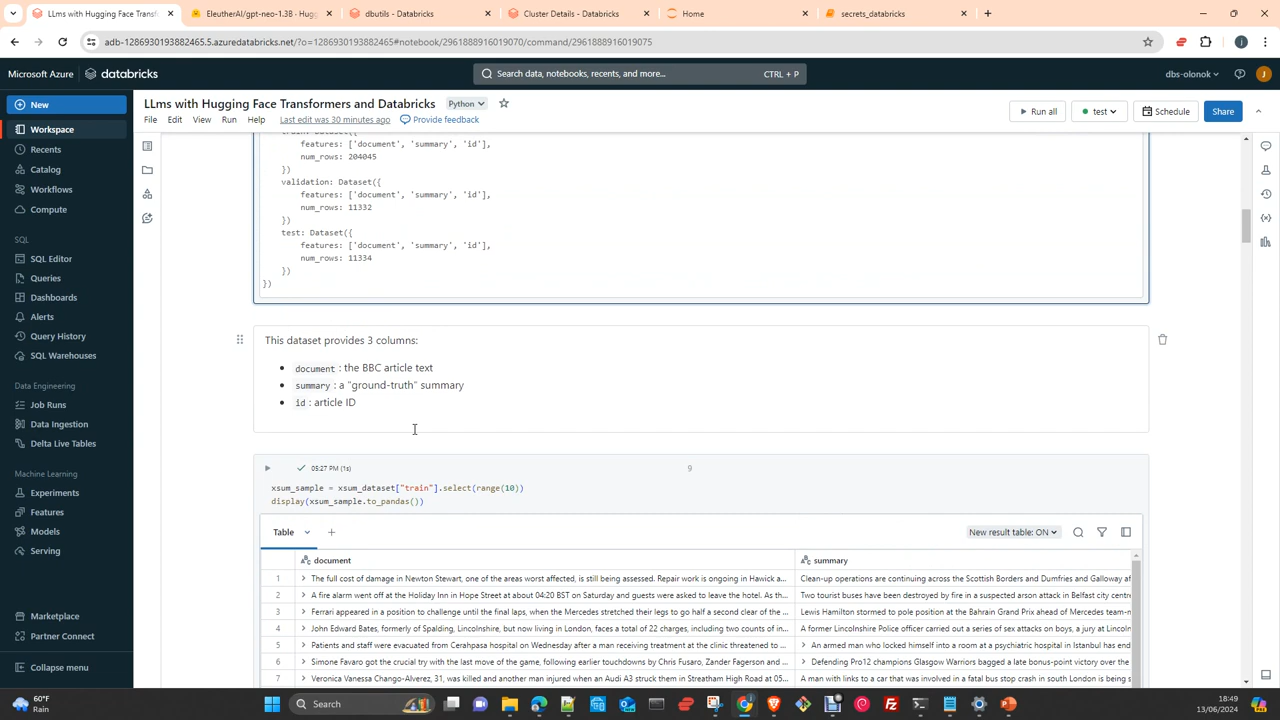 LLms with Hugging Face Transf
EleutherAI/gpt-neo-1.3B · Hugg
dbutils - Databricks
Cluster Details - Databricks
Home
secrets_databricks
adb-1286930193882465.5.azuredatabricks.net/?o=1286930193882465#notebook/2961888916019070/command/2961888916019075
Microsoft Azure
databricks
Search data, notebooks, recents, and more...
CTRL + P
dbs-olonok
J
New
LLms with Hugging Face Transformers and Databricks
Python
File Edit View Run Help
Last edit was 30 minutes ago
Provide feedback
Run all
test
Schedule
Share
Workspace
Recents
Catalog
Workflows
Compute
SQL
SQL Editor
Queries
Dashboards
Alerts
Query History
SQL Warehouses
Data Engineering
Job Runs
Data Ingestion
Delta Live Tables
Machine Learning
Experiments
Features
Models
Serving
Marketplace
Partner Connect
Collapse menu
train: Dataset({
features: ['document', 'summary', 'id'],
num_rows: 204045
})
validation: Dataset({
features: ['document', 'summary', 'id'],
num_rows: 11332
})
test: Dataset({
features: ['document', 'summary', 'id'],
num_rows: 11334
})
})
This dataset provides 3 columns:
document : the BBC article text
summary : a "ground-truth" summary
id : article ID
05:27 PM (1s)
9
xsum_sample = xsum_dataset["train"].select(range(10))
display(xsum_sample.to_pandas())
Table
New result table: ON
document summary
1 The full cost of damage in Newton Stewart, one of the areas worst affected, is still being assessed. Repair work is ongoing in Hawick a... Clean-up operations are continuing across the Scottish Borders and Dumfries and Galloway af
2 A fire alarm went off at the Holiday Inn in Hope Street at about 04:20 BST on Saturday and guests were asked to leave the hotel. As th... Two tourist buses have been destroyed by fire in a suspected arson attack in Belfast city centre
3 Ferrari appeared in a position to challenge until the final laps, when the Mercedes stretched their legs to go half a second clear of the... Lewis Hamilton stormed to pole position at the Bahrain Grand Prix ahead of Mercedes team-m
4 John Edward Bates, formerly of Spalding, Lincolnshire, but now living in London, faces a total of 22 charges, including two counts of in... A former Lincolnshire Police officer carried out a series of sex attacks on boys, a jury at Lincoln
5 Patients and staff were evacuated from Cerahpasa hospital on Wednesday after a man receiving treatment at the clinic threatened to ... An armed man who locked himself into a room at a psychiatric hospital in Istanbul has end
6 Simone Favaro got the crucial try with the last move of the game, following earlier touchdowns by Chris Fusaro, Zander Fagerson and ... Defending Pro12 champions Glasgow Warriors bagged a late bonus-point victory over the
7 Veronica Vanessa Chango-Alverez, 31, was killed and another man injured when an Audi A3 struck them in Streatham High Road at 05... A man with links to a car that was involved in a fatal bus stop crash in south London is being s
60°F
Rain
Search
18:49
13/06/2024